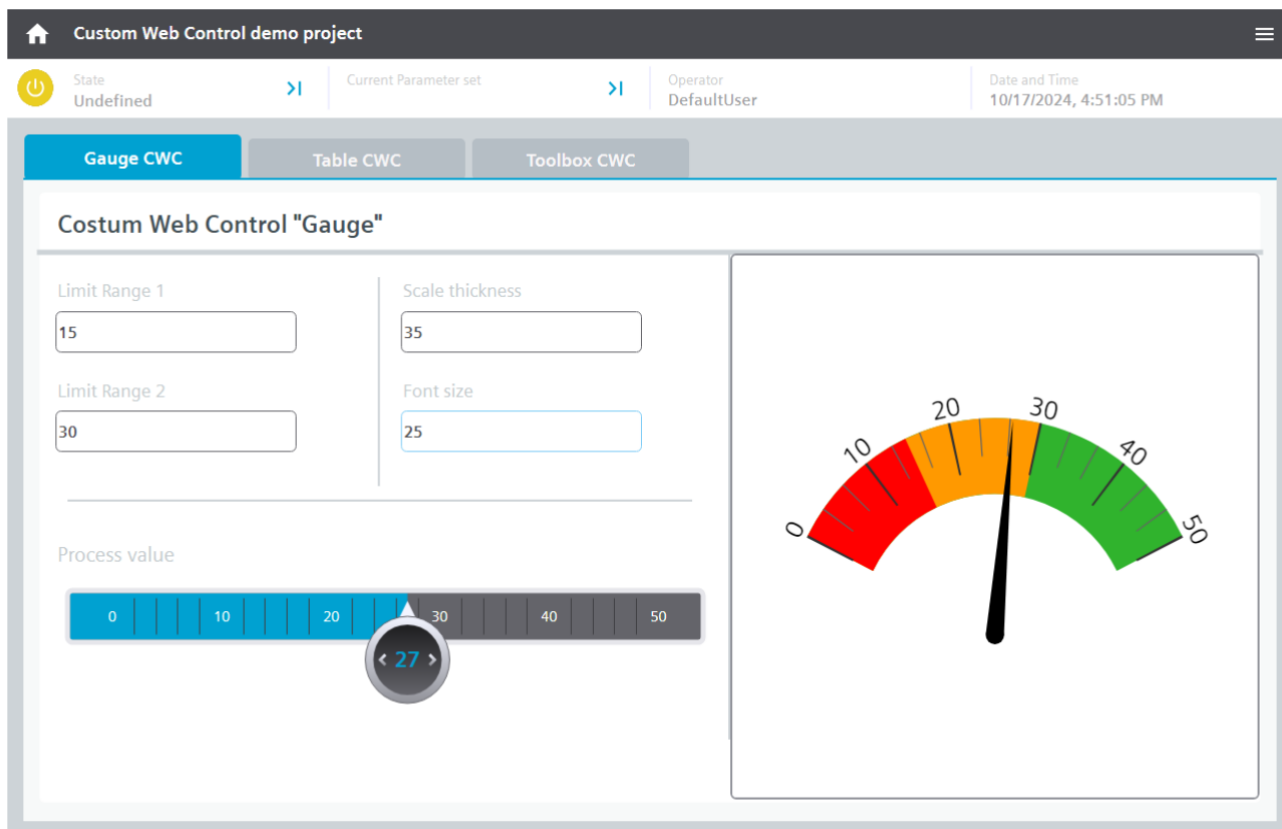 Custom Web Control demo project
State
Undefined
Current Parameter set
Operator
DefaultUser
Date and Time
10/17/2024, 4:51:05 PM
Gauge CWC
Table CWC
Toolbox CWC
Costum Web Control "Gauge"
Limit Range 1
15
Scale thickness
35
Limit Range 2
30
Font size
25
Process value
0 10 20 30 40 50
27
0 10 20 30 40 50